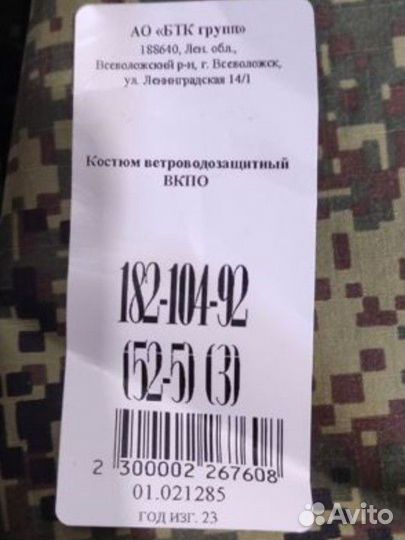 АО «БТК групп»
188640, Лен. обл.,
Всеволожский р-н, г. Всеволожск,
ул. Ленинградская 14/1
Костюм ветроводозащитный
ВКПО
182-104-92
(52-5) (3)
2 300002 267608
01.021285
ГОД ИЗГ. 23
Avito